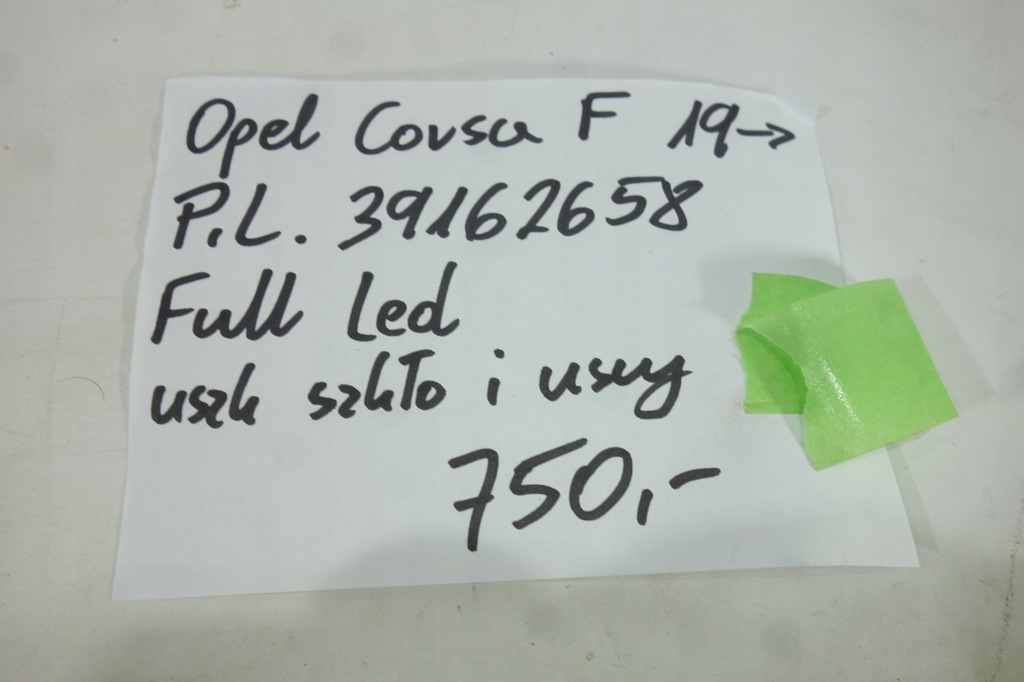 Opel Corsa F 19→
P.L. 39162658
Full Led
uszk szkło i uszy
750,-